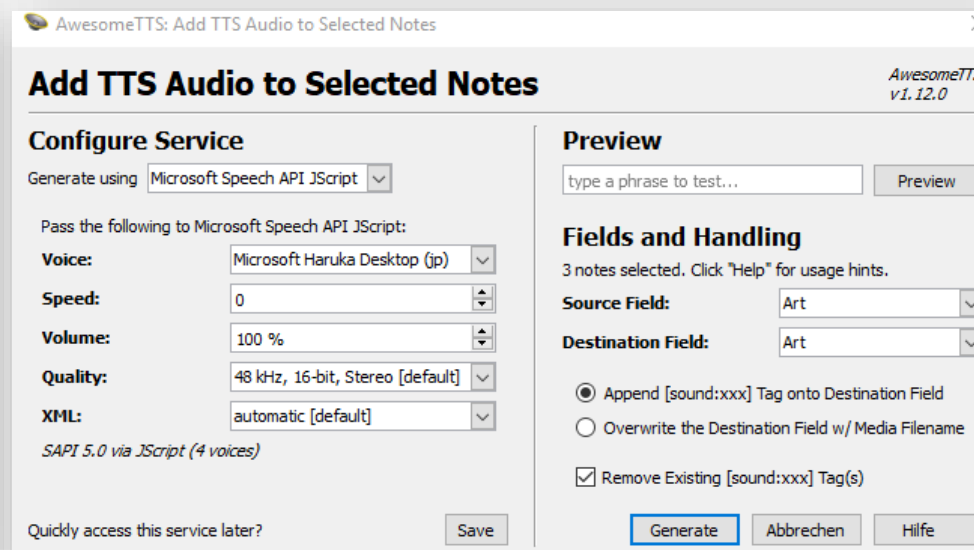 AwesomeTTS: Add TTS Audio to Selected Notes
Add TTS Audio to Selected Notes
AwesomeTT
v1.12.0
Configure Service
Generate using Microsoft Speech API JScript
Pass the following to Microsoft Speech API JScript:
Voice: Microsoft Haruka Desktop (jp)
Speed: 0
Volume: 100 %
Quality: 48 kHz, 16-bit, Stereo [default]
XML: automatic [default]
SAPI 5.0 via JScript (4 voices)
Quickly access this service later? Save
Preview
type a phrase to test... Preview
Fields and Handling
3 notes selected. Click "Help" for usage hints.
Source Field: Art
Destination Field: Art
Append [sound:xxx] Tag onto Destination Field
Overwrite the Destination Field w/ Media Filename
Remove Existing [sound:xxx] Tag(s)
Generate Abbrechen Hilfe